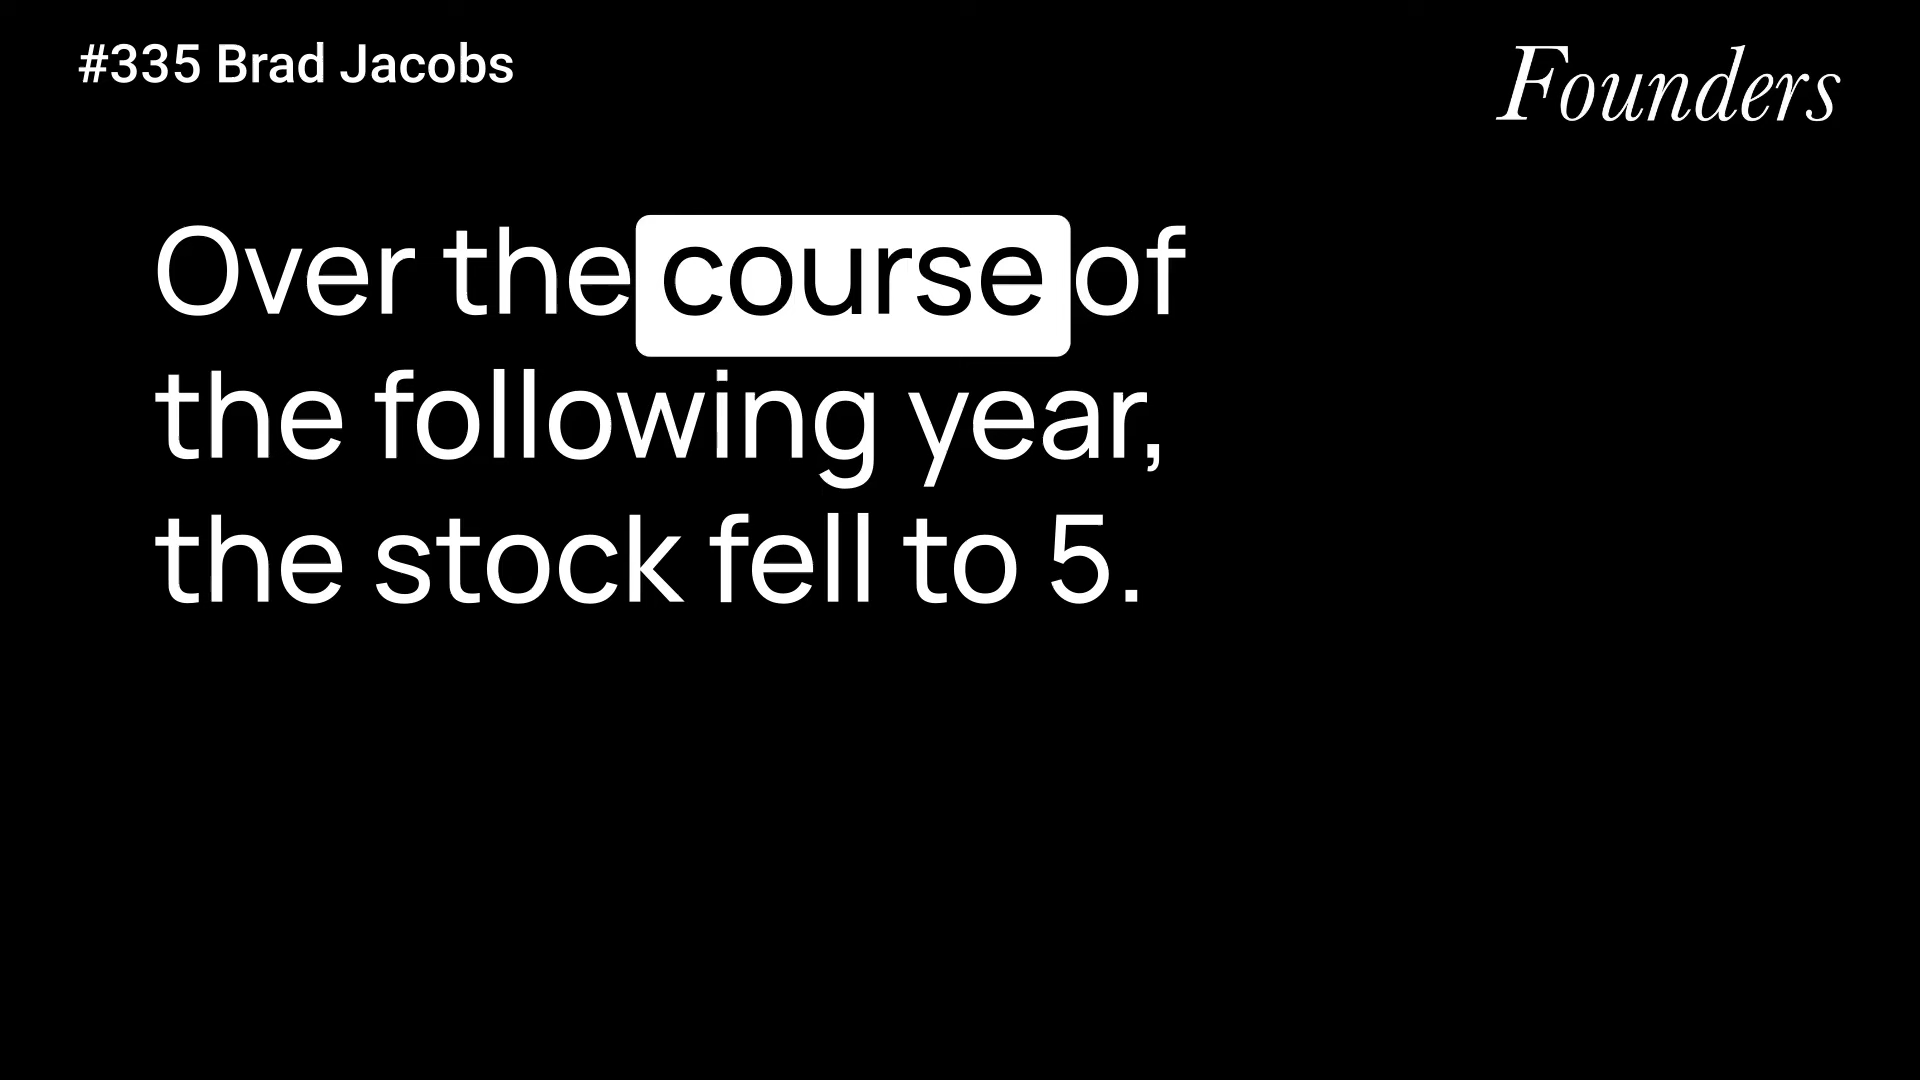 #335 Brad Jacobs
Founders
Over the course of
the following year,
the stock fell to 5.